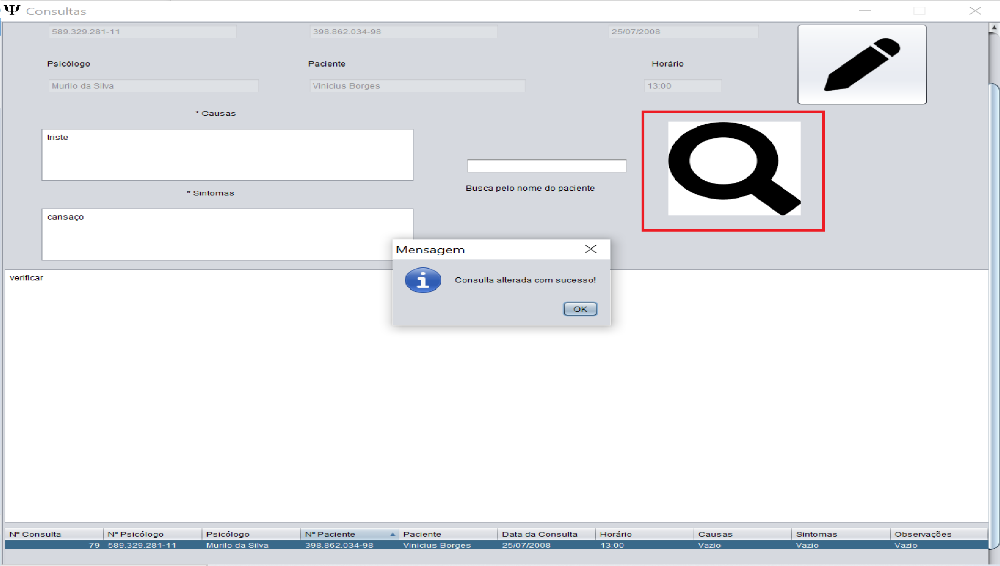 Ψ Consultas
589.329.281-11 398.862.034-98 25/07/2008
Psicólogo Paciente Horário
Murilo da Silva Vinicius Borges 13:00
* Causas
triste
Busca pelo nome do paciente
* Sintomas
cansaço
Mensagem
verificar
Consulta alterada com sucesso!
OK
Nº Consulta Nº Psicólogo Psicólogo Nº Paciente Paciente Data da Consulta Horário Causas Sintomas Observações
79 589.329.281-11 Murilo da Silva 398.862.034-98 Vinicius Borges 25/07/2008 13:00 Vazio Vazio Vazio